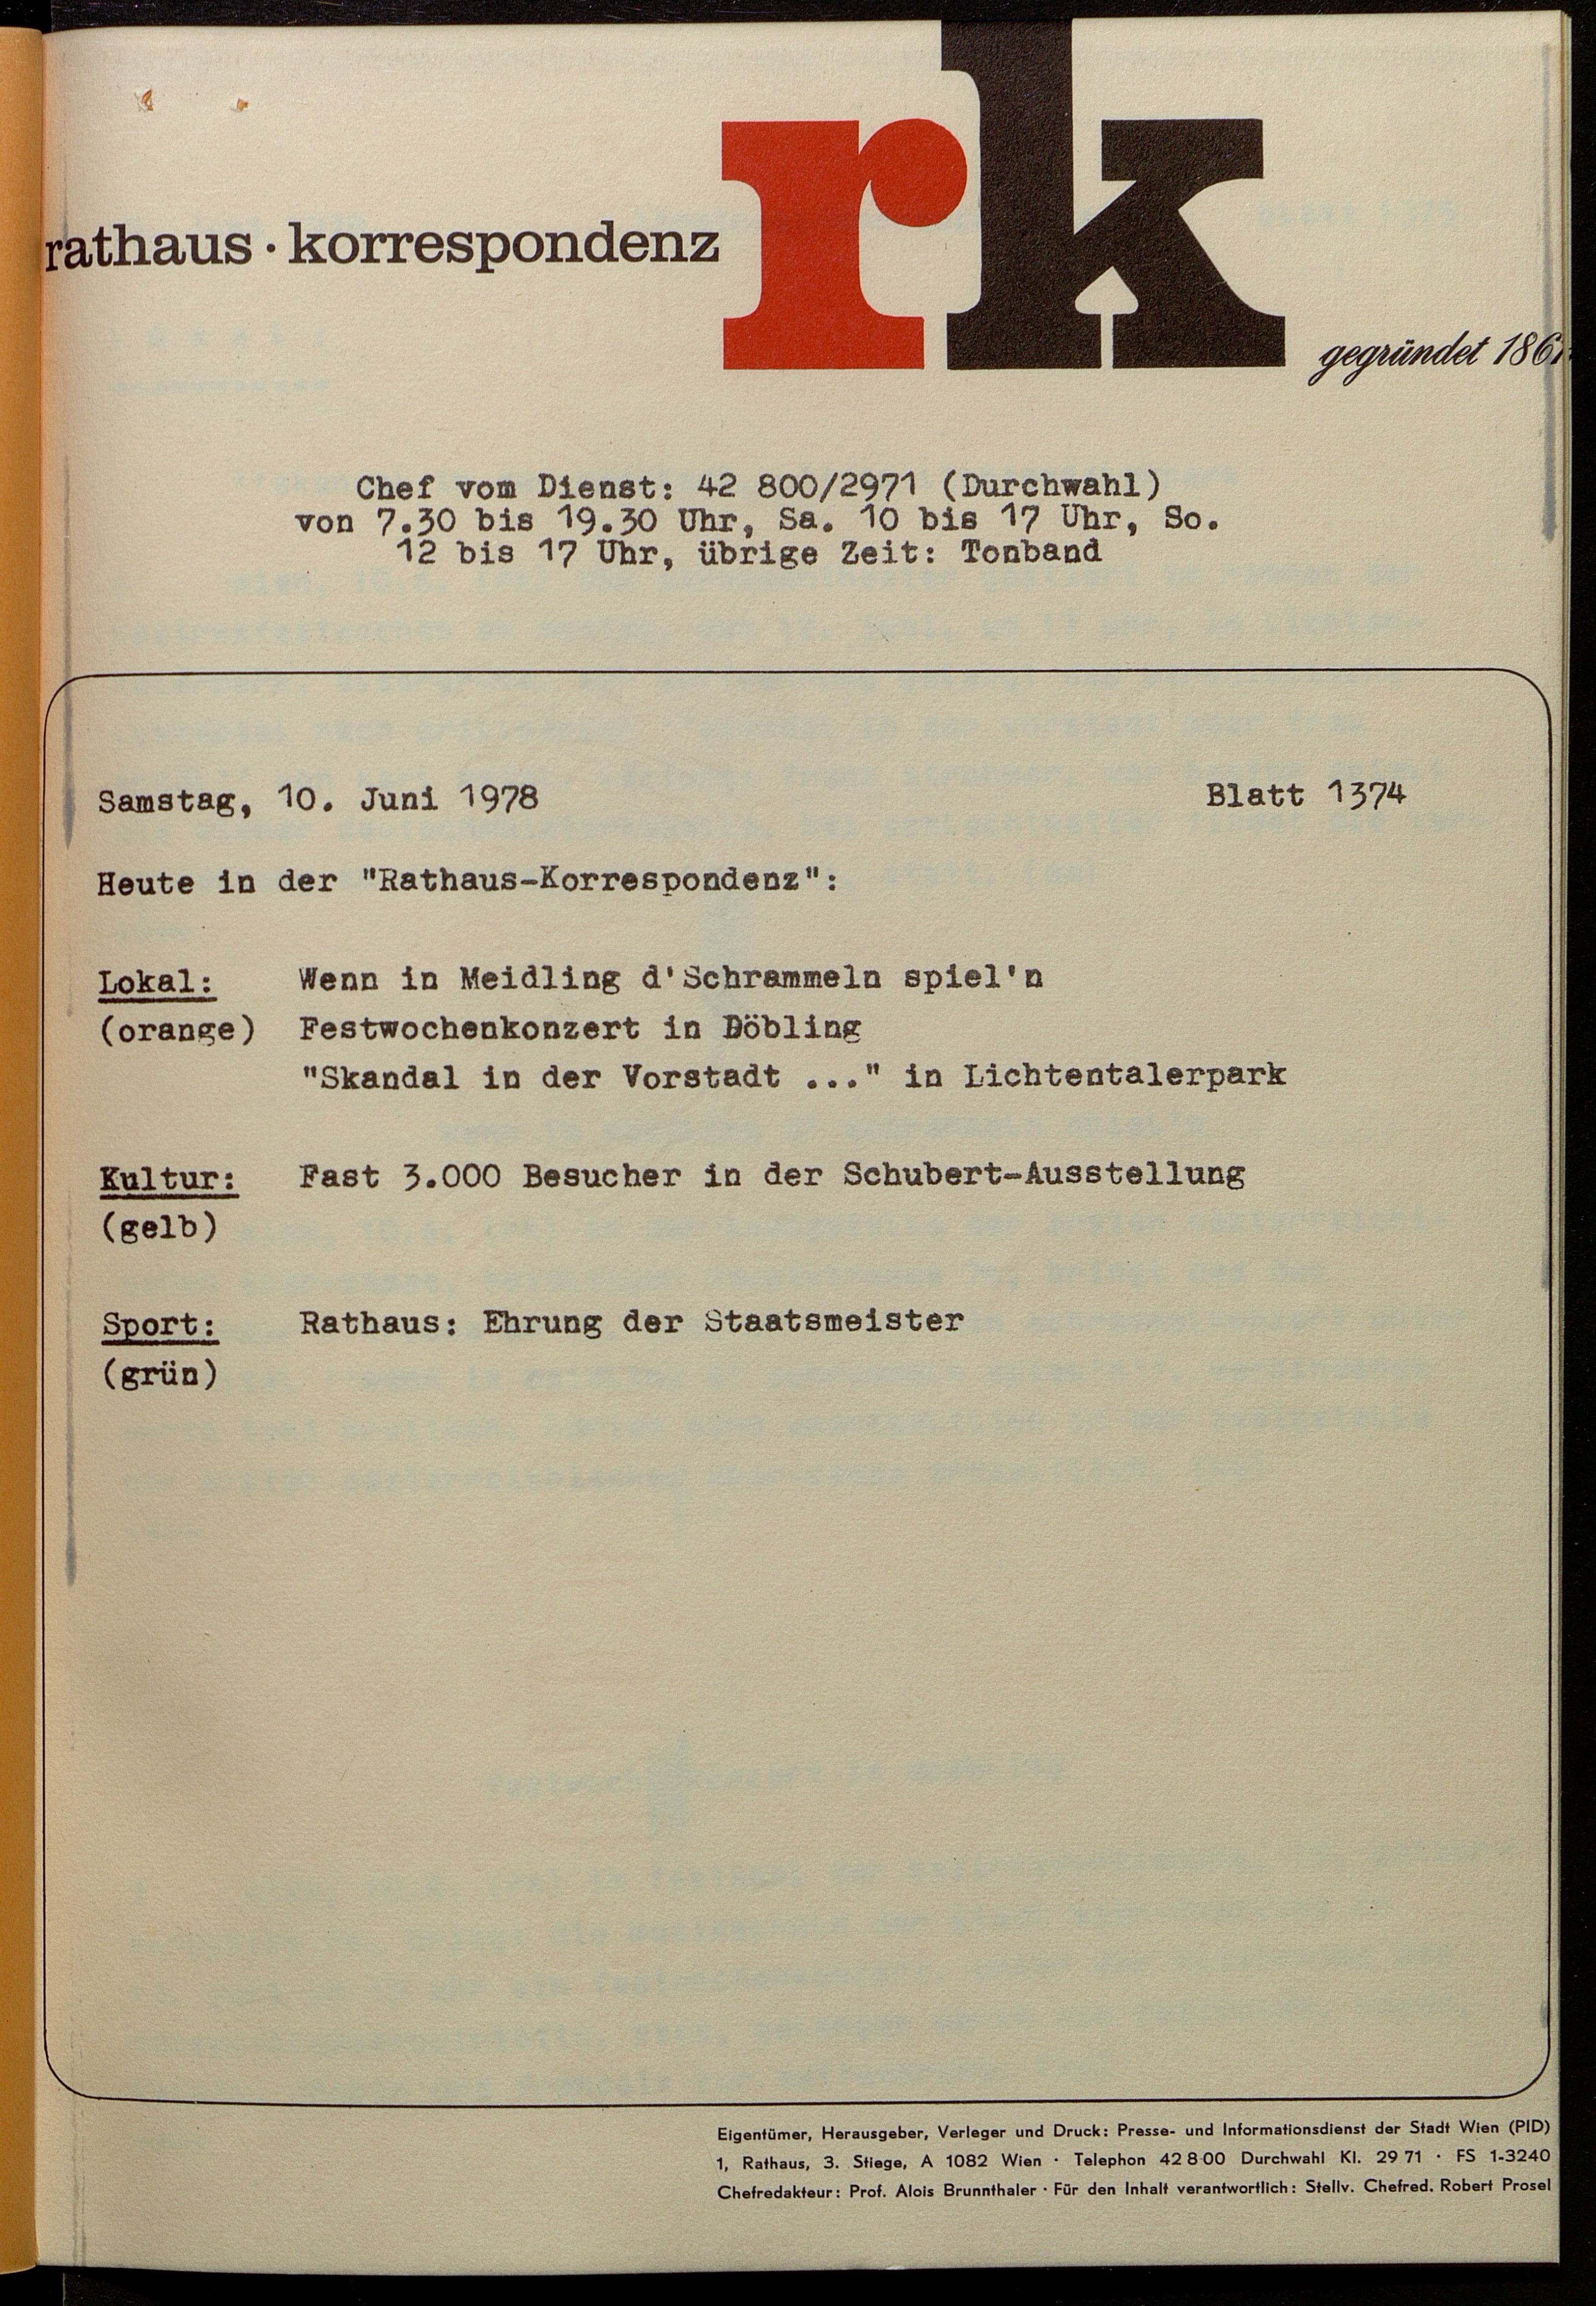 rathaus · korrespondenz
rk
gegründet 1861
Chef vom Dienst: 42 800/2971 (Durchwahl)
von 7.30 bis 19.30 Uhr, Sa. 10 bis 17 Uhr, So.
12 bis 17 Uhr, übrige Zeit: Tonband
Samstag, 10. Juni 1978 Blatt 1374
Heute in der "Rathaus-Korrespondenz":
Lokal: Wenn in Meidling d'Schrammeln spiel'n
(orange) Festwochenkonzert in Döbling
"Skandal in der Vorstadt ..." in Lichtentalerpark
Kultur: Fast 3.000 Besucher in der Schubert-Ausstellung
(gelb)
Sport: Rathaus: Ehrung der Staatsmeister
(grün)
Eigentümer, Herausgeber, Verleger und Druck: Presse- und Informationsdienst der Stadt Wien (PID)
1, Rathaus, 3. Stiege, A 1082 Wien · Telephon 42 8 00 Durchwahl Kl. 29 71 · FS 1-3240
Chefredakteur: Prof. Alois Brunnthaler · Für den Inhalt verantwortlich: Stellv. Chefred. Robert Prosel